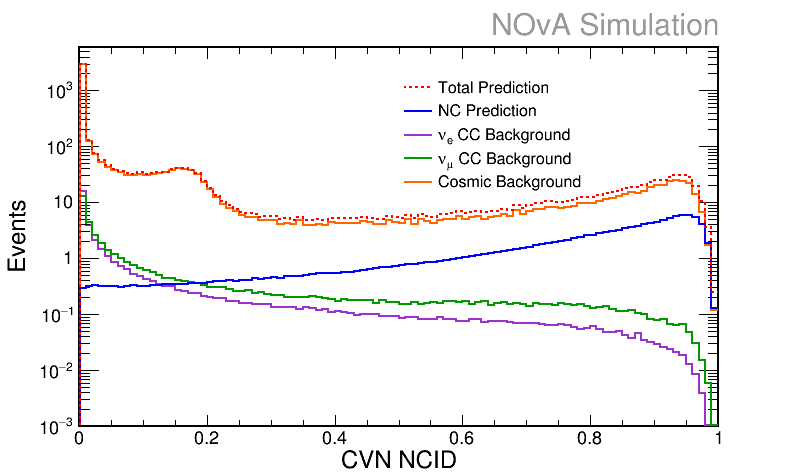 NOvA Simulation
Total Prediction
NC Prediction
νe CC Background
νμ CC Background
Cosmic Background
Events
10³
10²
10
1
10⁻¹
10⁻²
10⁻³
0 0.2 0.4 0.6 0.8 1
CVN NCID